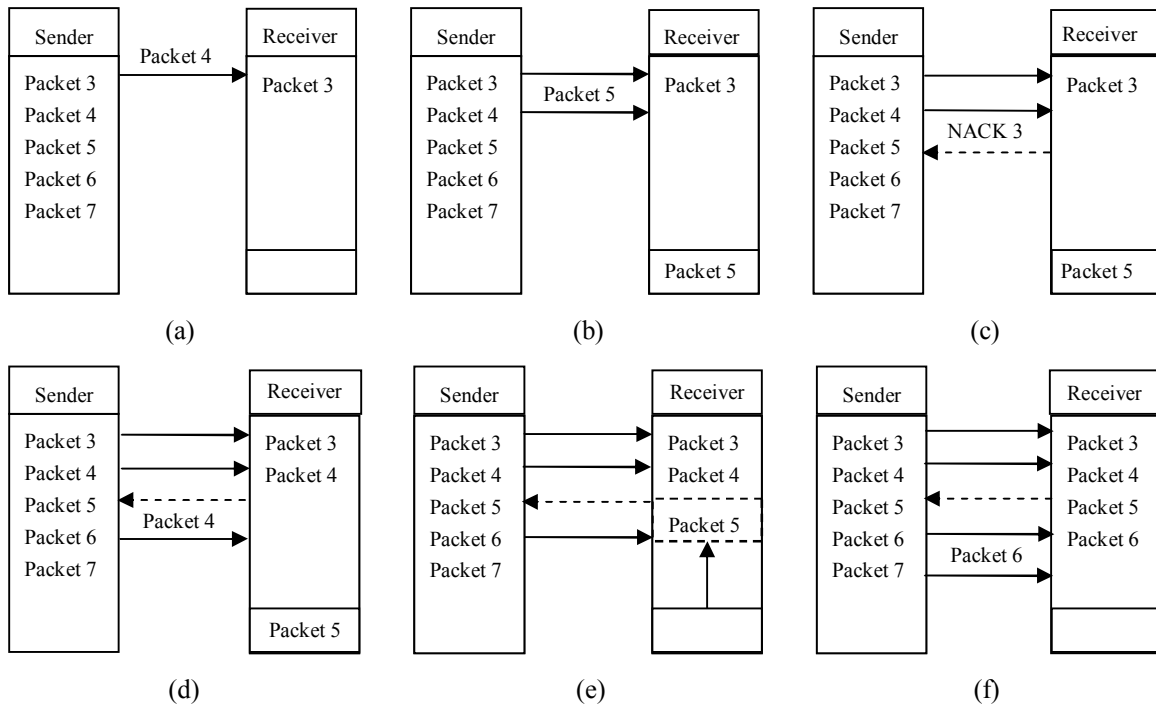 Sender
Receiver
Packet 4
Packet 3
Packet 3
Packet 4
Packet 5
Packet 6
Packet 7
(a)
Sender
Receiver
Packet 3
Packet 3
Packet 5
Packet 4
Packet 5
Packet 6
Packet 7
Packet 5
(b)
Sender
Receiver
Packet 3
Packet 3
Packet 4
NACK 3
Packet 5
Packet 6
Packet 7
Packet 5
(c)
Sender
Receiver
Packet 3
Packet 3
Packet 4
Packet 4
Packet 5
Packet 4
Packet 6
Packet 7
Packet 5
(d)
Sender
Receiver
Packet 3
Packet 3
Packet 4
Packet 4
Packet 5
Packet 5
Packet 6
Packet 7
(e)
Sender
Receiver
Packet 3
Packet 3
Packet 4
Packet 4
Packet 5
Packet 5
Packet 6
Packet 6
Packet 6
Packet 7
(f)